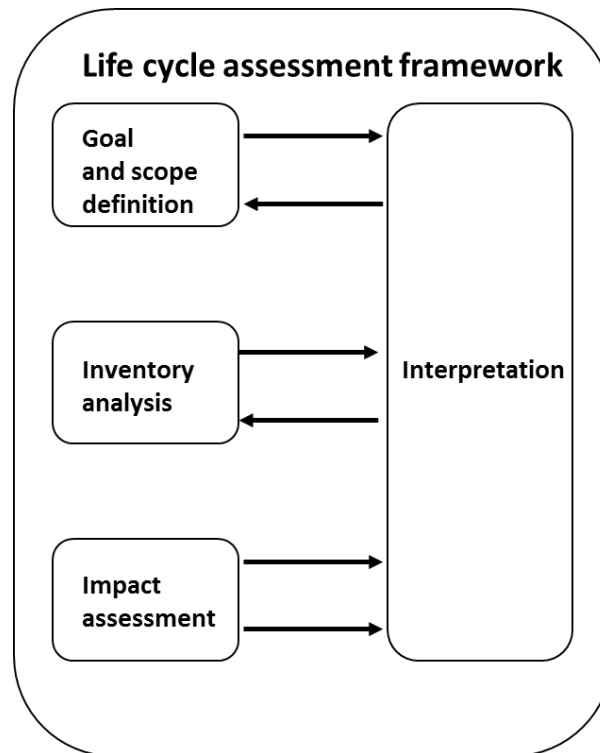 Life cycle assessment framework
Goal
and scope
definition
Inventory
analysis
Interpretation
Impact
assessment